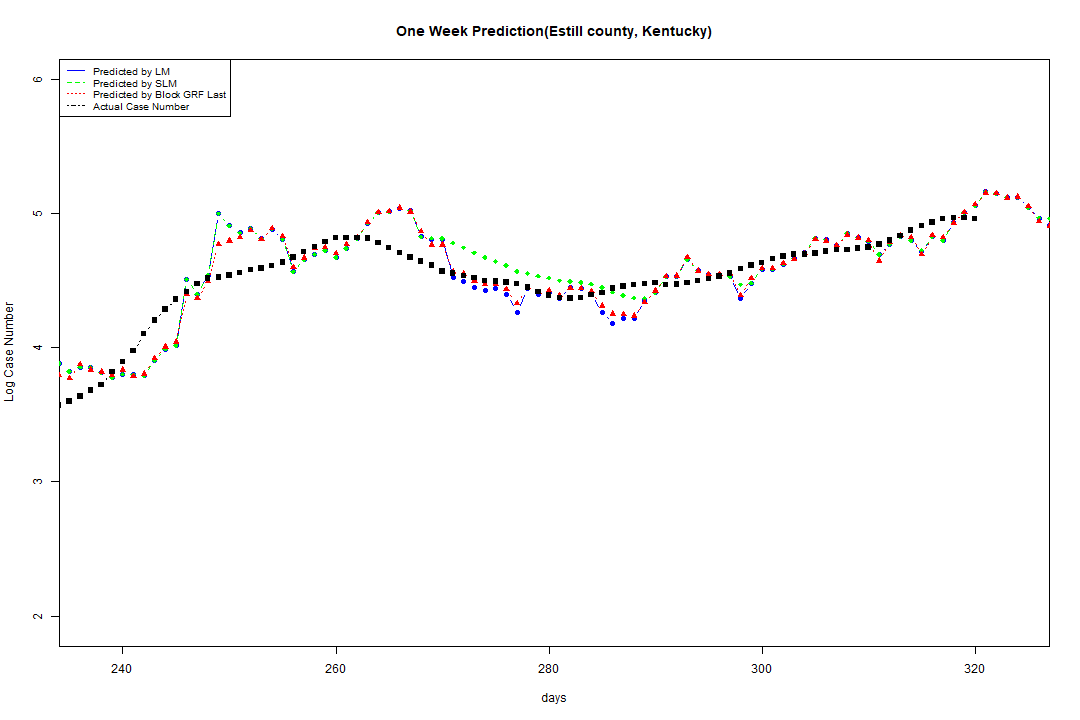 One Week Prediction(Estill county, Kentucky)
Predicted by LM
Predicted by SLM
Predicted by Block GRF Last
Actual Case Number
6
5
4
3
2
Log Case Number
240 260 280 300 320
days